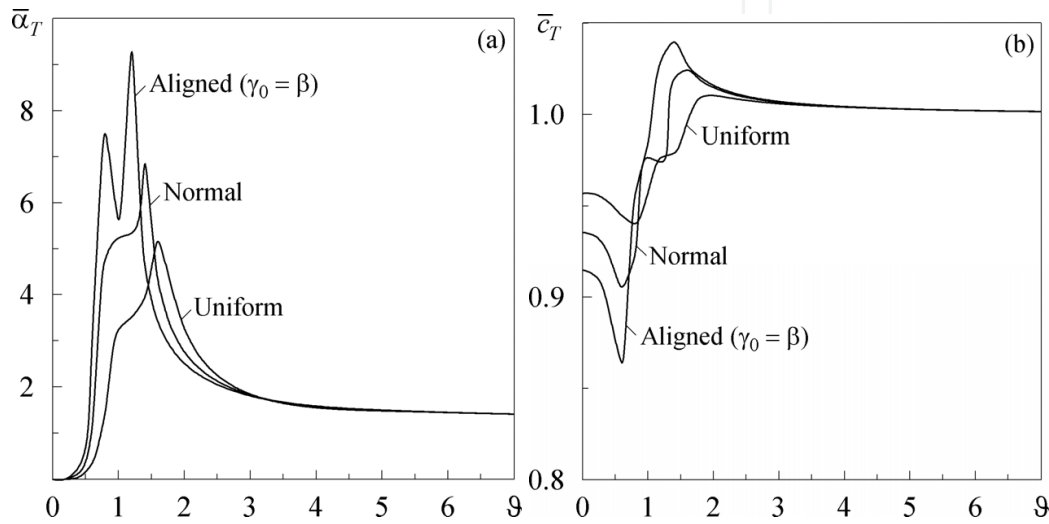 ᾱ_T
(a)
8
6
4
2
Aligned (γ₀ = β)
Normal
Uniform
0 1 2 3 4 5 6 ϑ
c̄_T
(b)
1.0
0.9
0.8
Uniform
Normal
Aligned (γ₀ = β)
0 1 2 3 4 5 6 ϑ